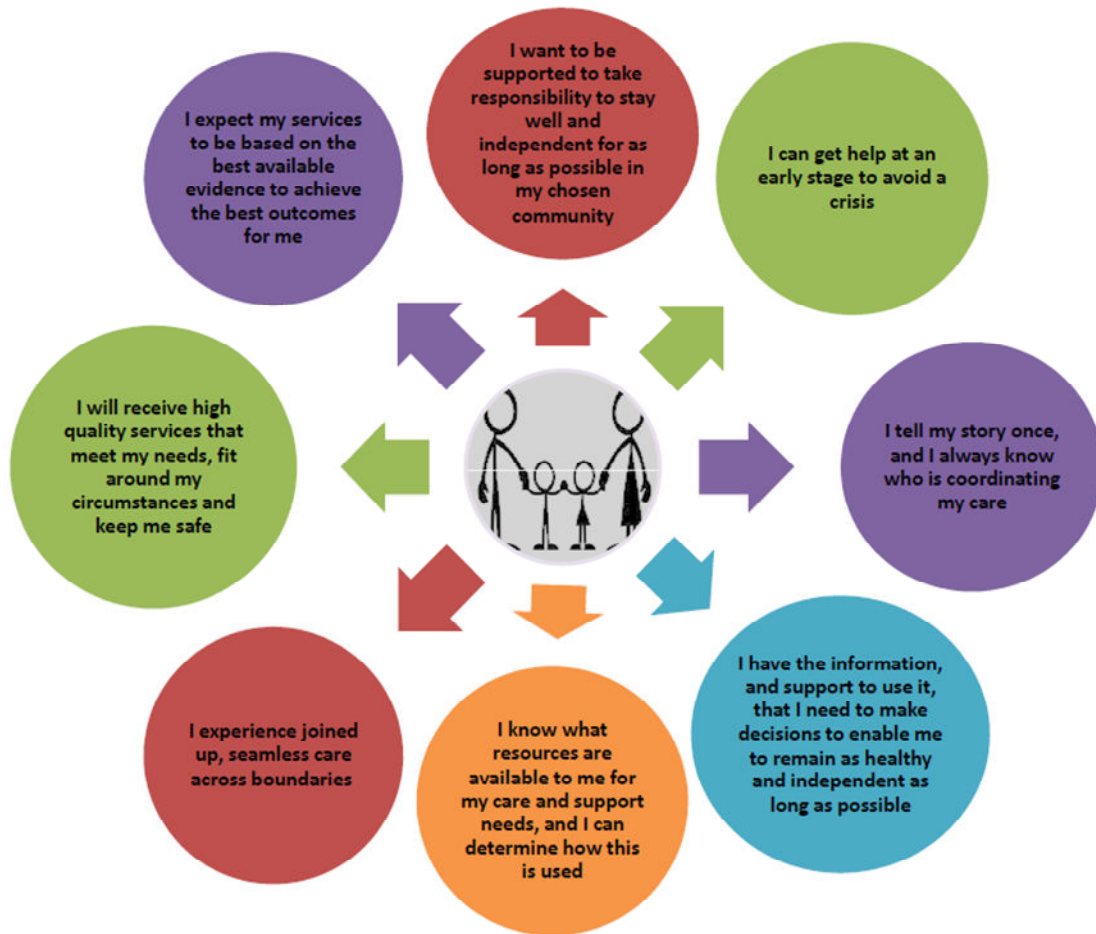 I want to be
supported to take
responsibility to stay
well and
independent for as
long as possible in
my chosen
community
I can get help at an
early stage to avoid a
crisis
I tell my story once,
and I always know
who is coordinating
my care
I have the information,
and support to use it,
that I need to make
decisions to enable me
to remain as healthy
and independent as
long as possible
I know what
resources are
available to me for
my care and support
needs, and I can
determine how this
is used
I experience joined
up, seamless care
across boundaries
I will receive high
quality services that
meet my needs, fit
around my
circumstances and
keep me safe
I expect my services
to be based on the
best available
evidence to achieve
the best outcomes
for me